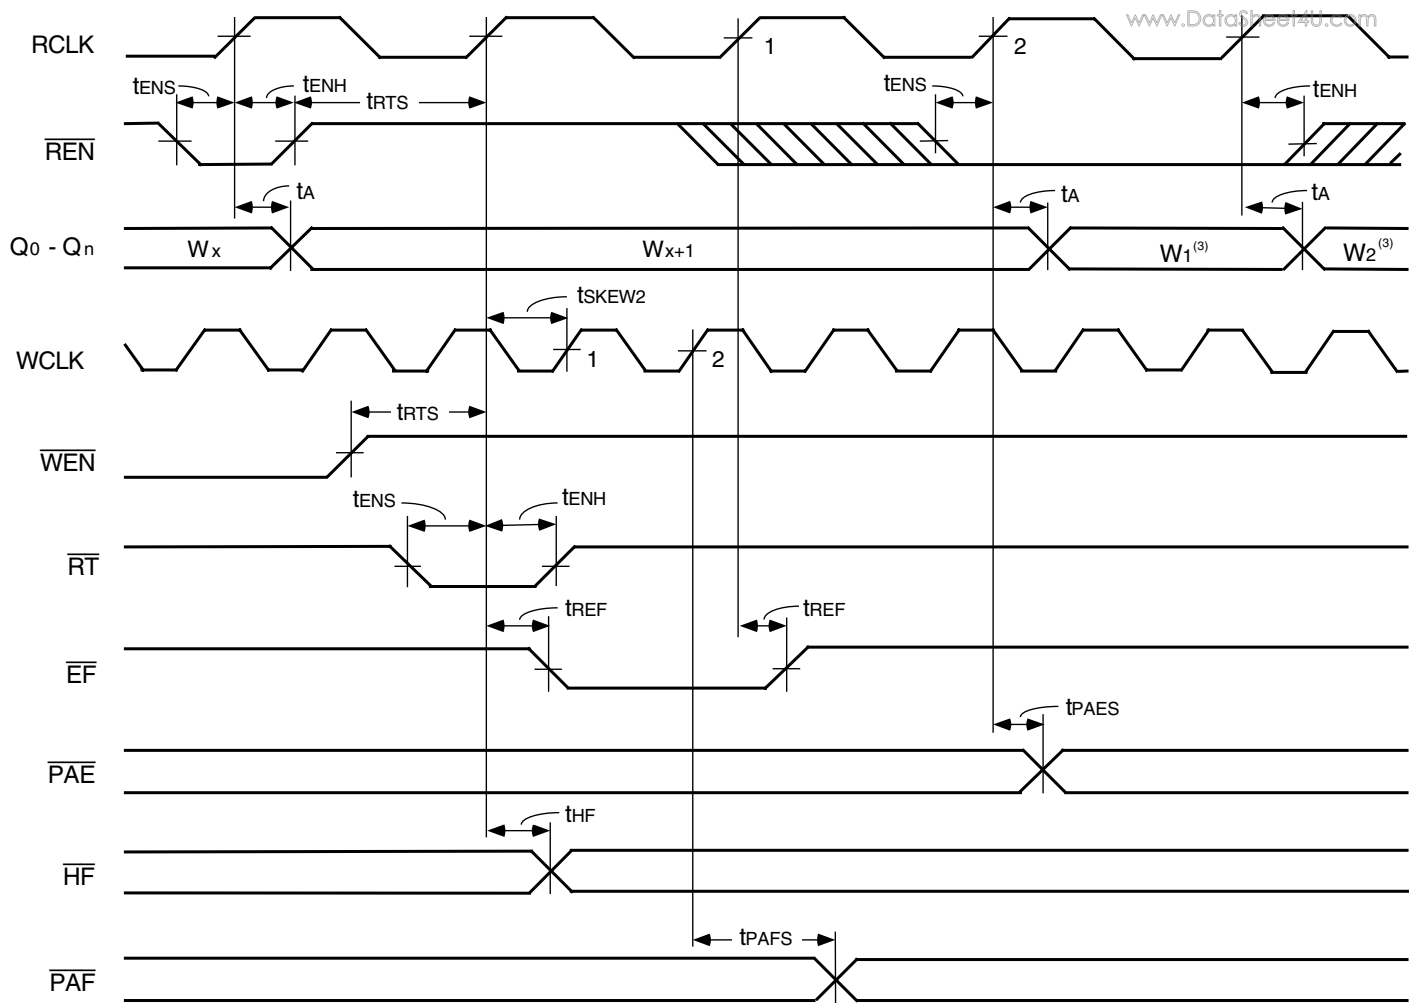 www.DataSheet4U.com
RCLK
1
2
tENS
tENH
tRTS
tENS
tENH
REN
tA
tA
tA
Q0 - Qn
Wx
Wx+1
W1(3)
W2(3)
tSKEW2
WCLK
1
2
tRTS
WEN
tENS
tENH
RT
tREF
tREF
EF
tPAES
PAE
tHF
HF
tPAFS
PAF